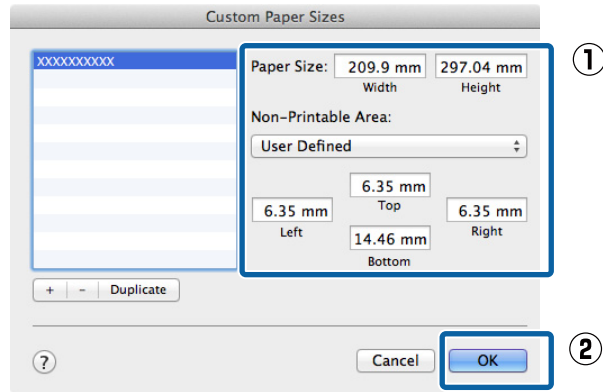 Custom Paper Sizes
XXXXXXXXXX
Paper Size: 209.9 mm 297.04 mm
Width Height
Non-Printable Area:
User Defined
6.35 mm
Top
6.35 mm 6.35 mm
Left Right
14.46 mm
Bottom
+ - Duplicate
? Cancel OK
1
2